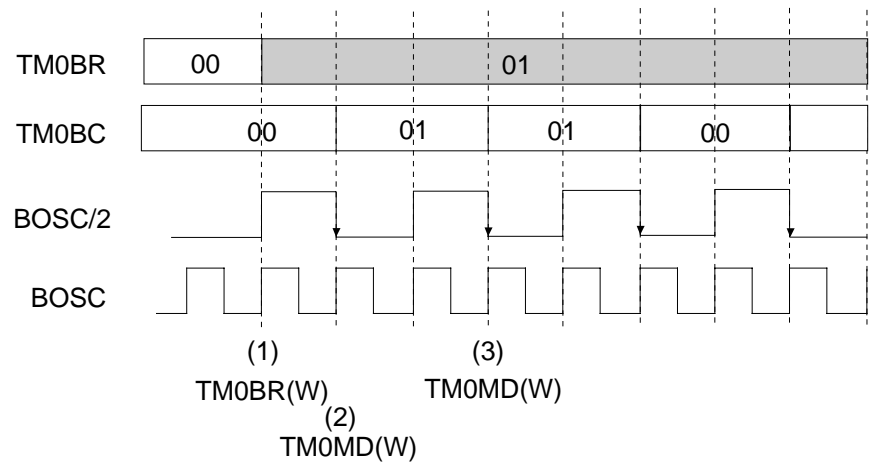 TM0BR 00 01
TM0BC 00 01 01 00
BOSC/2
BOSC
(1) (3)
TM0BR(W) TM0MD(W)
(2)
TM0MD(W)